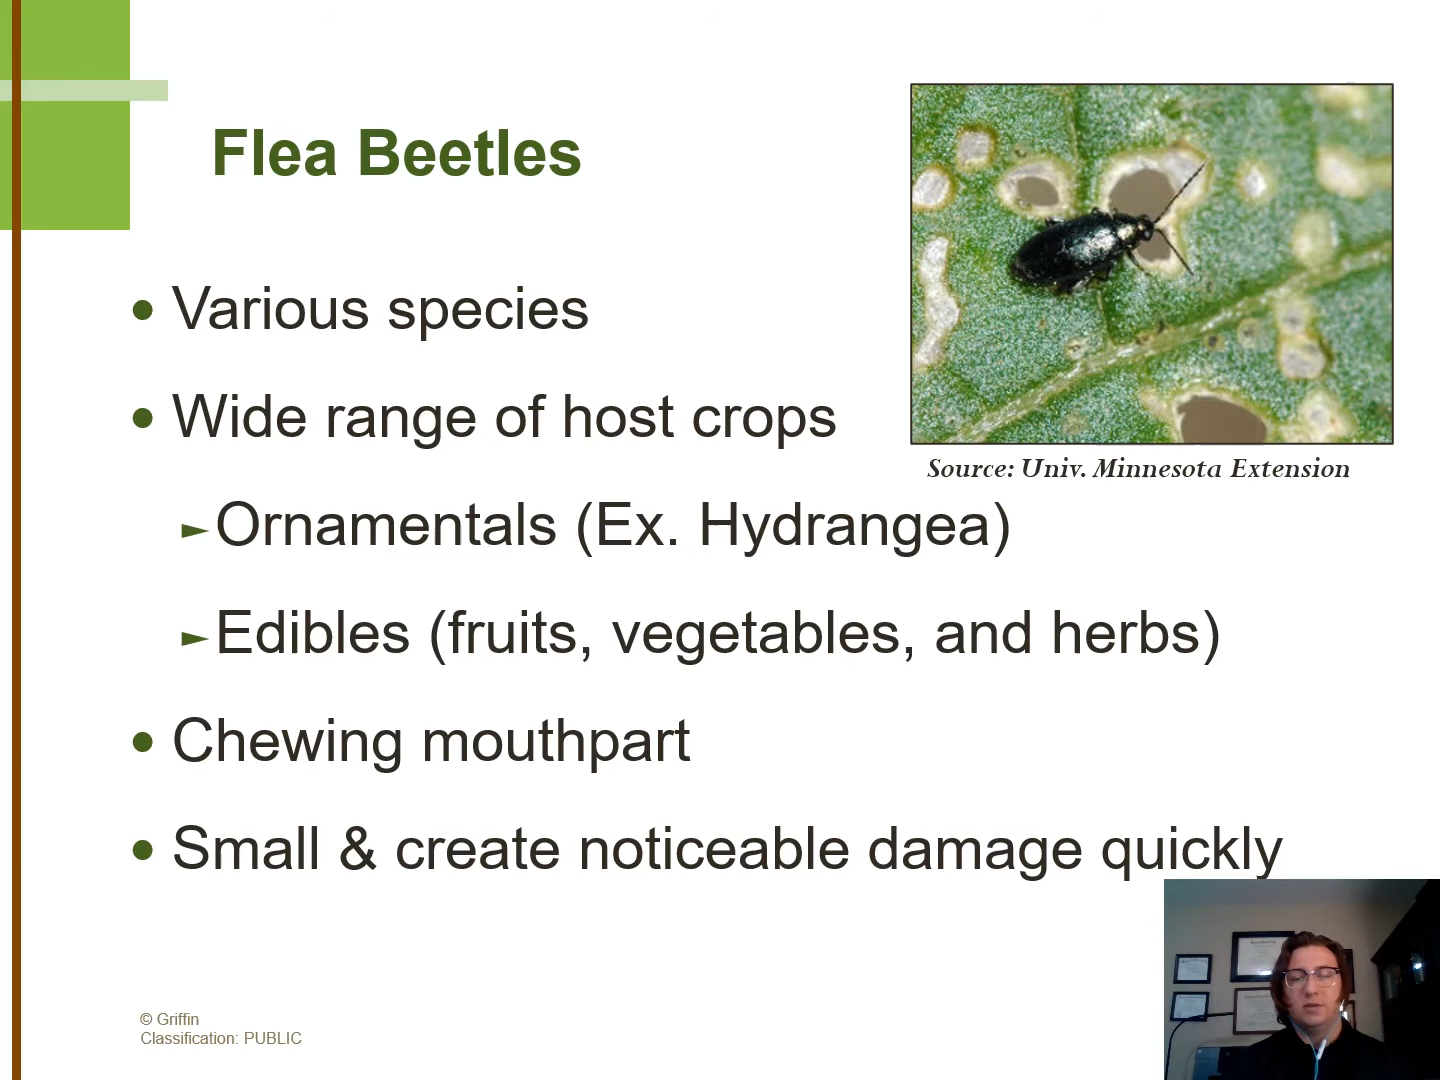 Flea Beetles
• Various species
• Wide range of host crops
►Ornamentals (Ex. Hydrangea)
►Edibles (fruits, vegetables, and herbs)
• Chewing mouthpart
• Small & create noticeable damage quickly
Source: Univ. Minnesota Extension
© Griffin
Classification: PUBLIC